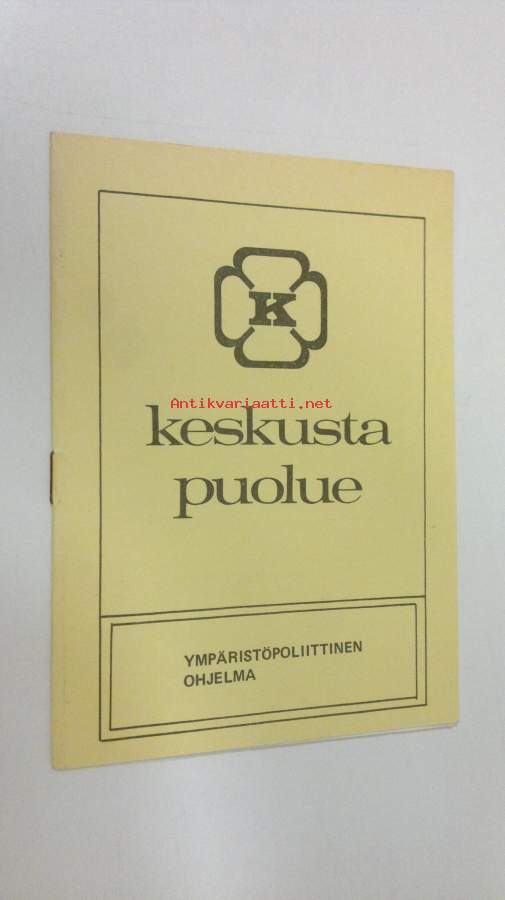 K
Antikvariaatti.net
keskusta
puolue
YMPÄRISTÖPOLIITTINEN
OHJELMA